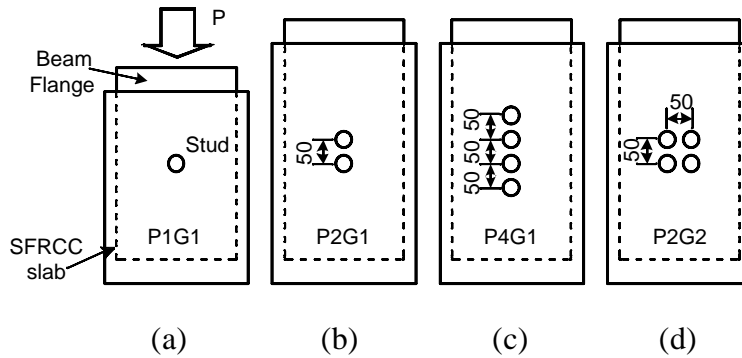 P
Beam
Flange
Stud
SFRCC
slab
P1G1
50
P2G1
50
50
50
P4G1
50
50
P2G2
(a)
(b)
(c)
(d)